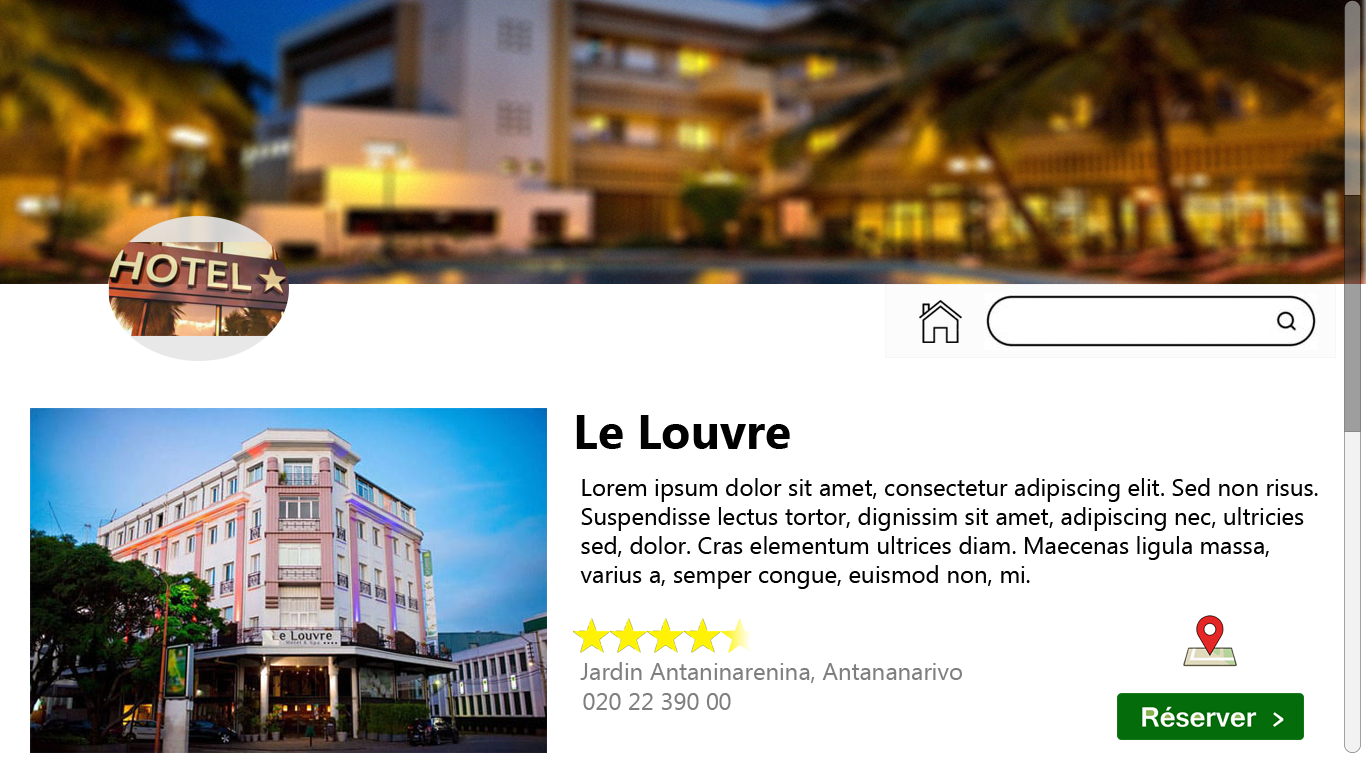 HOTEL
Le Louvre
Lorem ipsum dolor sit amet, consectetur adipiscing elit. Sed non risus.
Suspendisse lectus tortor, dignissim sit amet, adipiscing nec, ultricies
sed, dolor. Cras elementum ultrices diam. Maecenas ligula massa,
varius a, semper congue, euismod non, mi.
Le Louvre
Hotel & Spa
Jardin Antaninarenina, Antananarivo
020 22 390 00
Réserver >